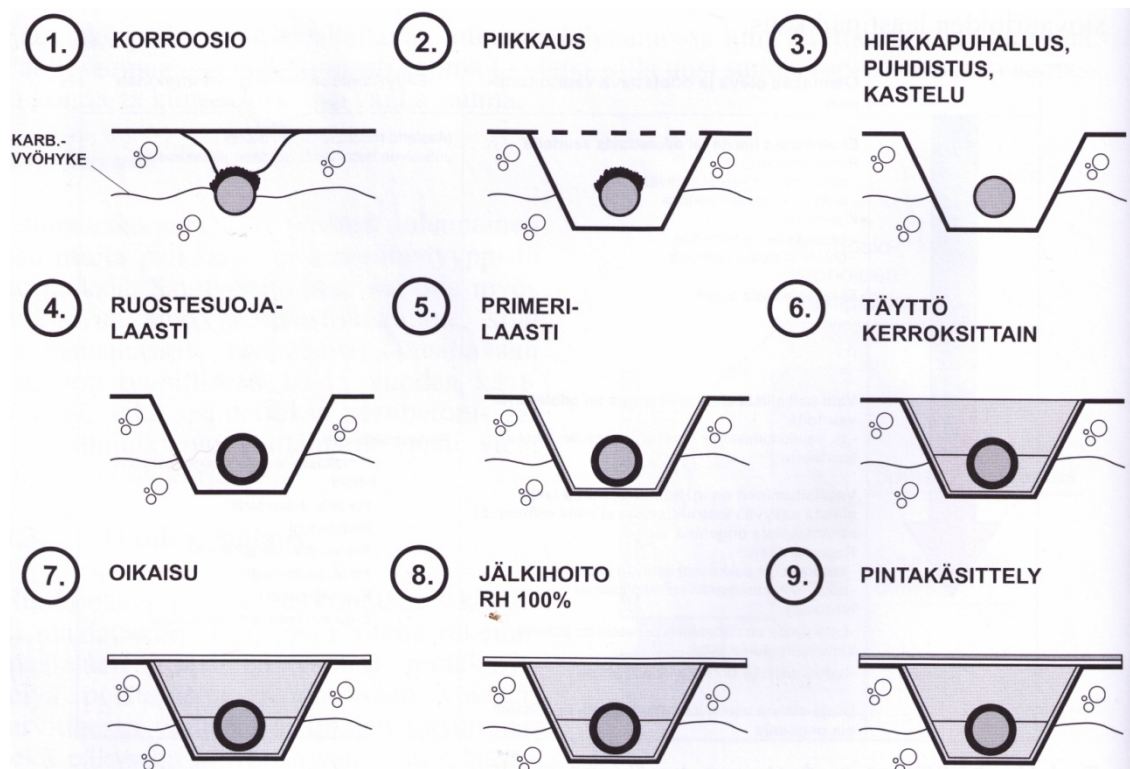 1. KORROOSIO
2. PIIKKAUS
3. HIEKKAPUHALLUS,
PUHDISTUS,
KASTELU
KARB.-
VYÖHYKE
4. RUOSTESUOJA-
LAASTI
5. PRIMERI-
LAASTI
6. TÄYTTÖ
KERROKSITTAIN
7. OIKAISU
8. JÄLKIHOITO
RH 100%
9. PINTAKÄSITTELY